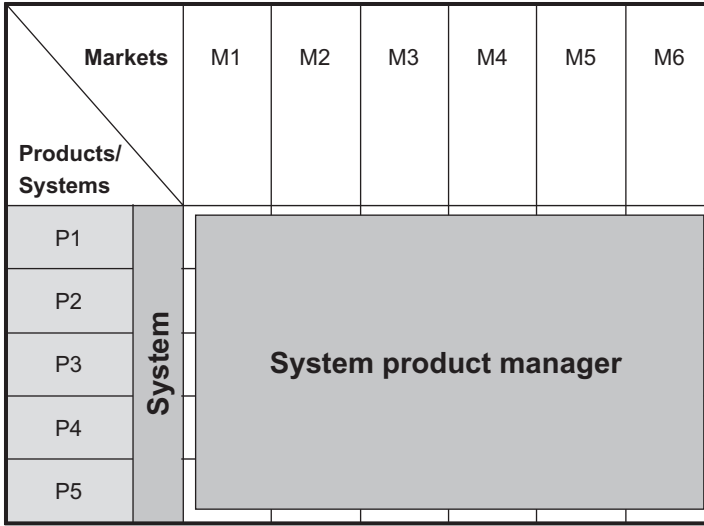 Markets M1 M2 M3 M4 M5 M6
Products/
Systems
P1
P2
P3
P4
P5
System
System product manager